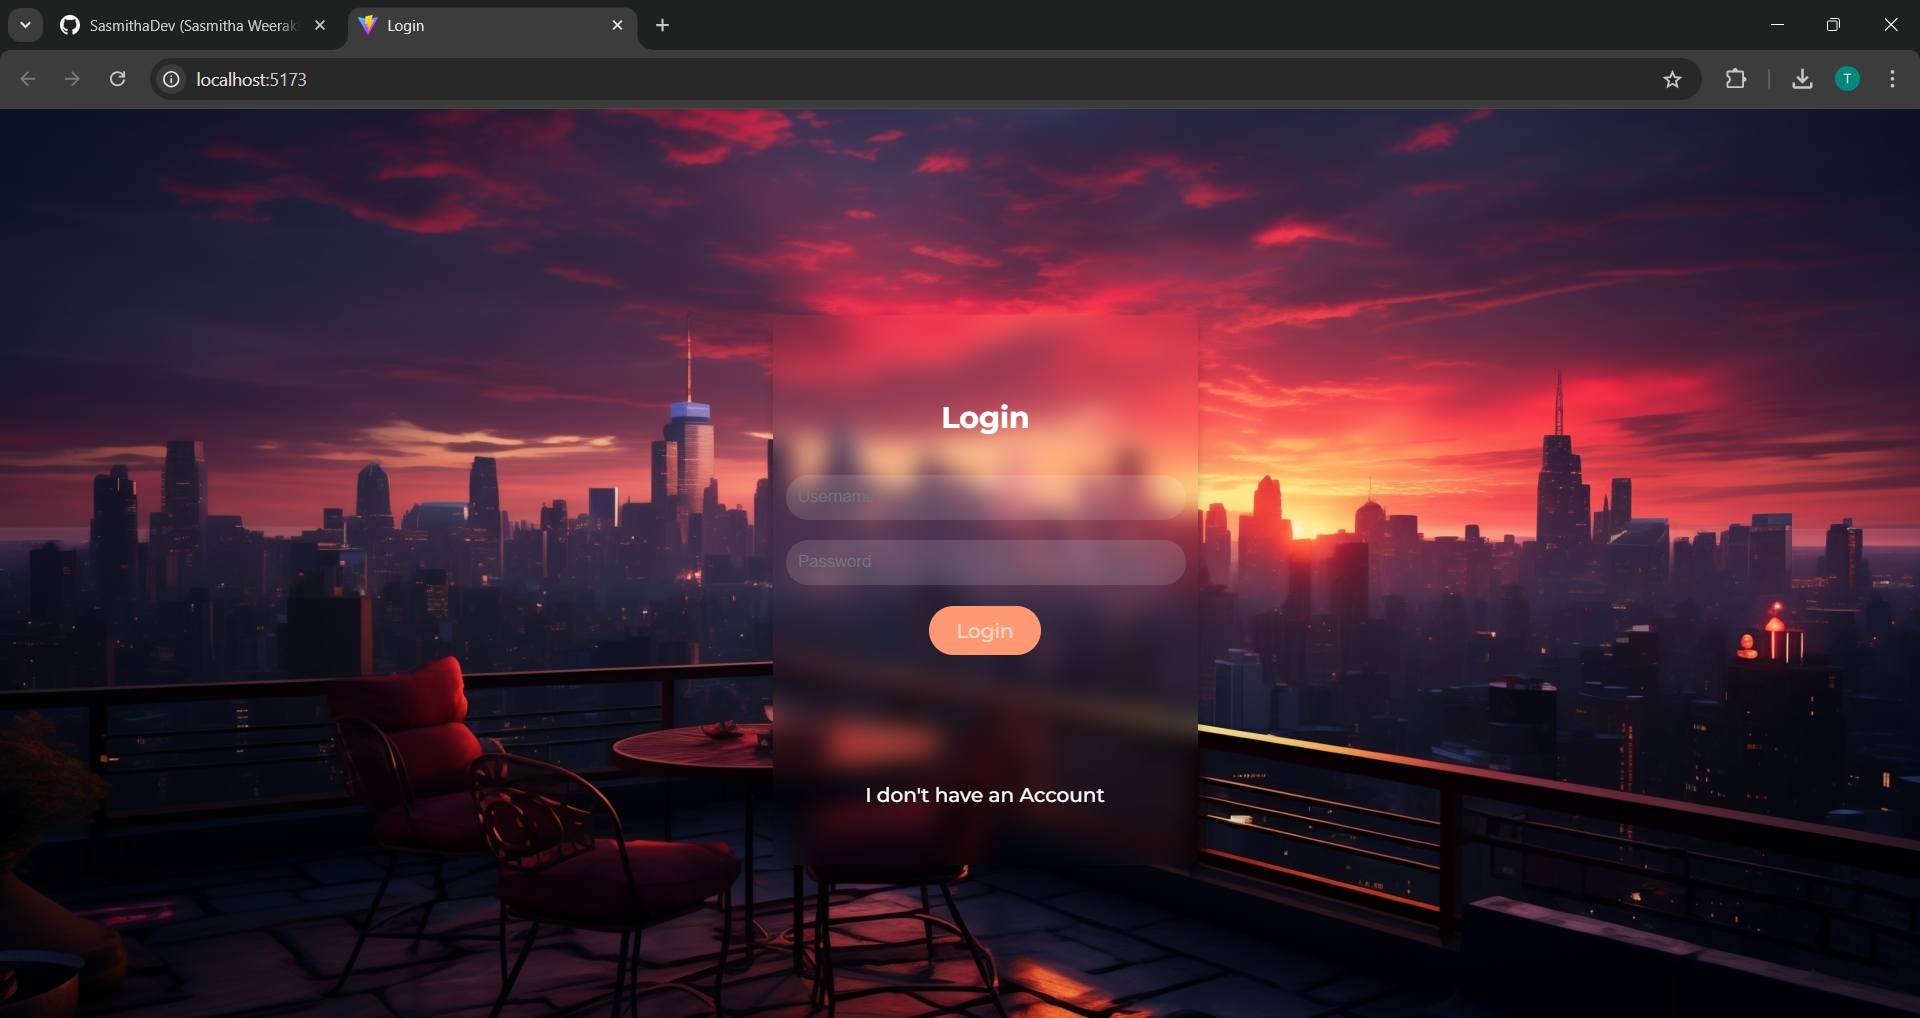 SasmithaDev (Sasmitha Weerak
Login
localhost:5173
T
Login
Username
Password
Login
I don't have an Account